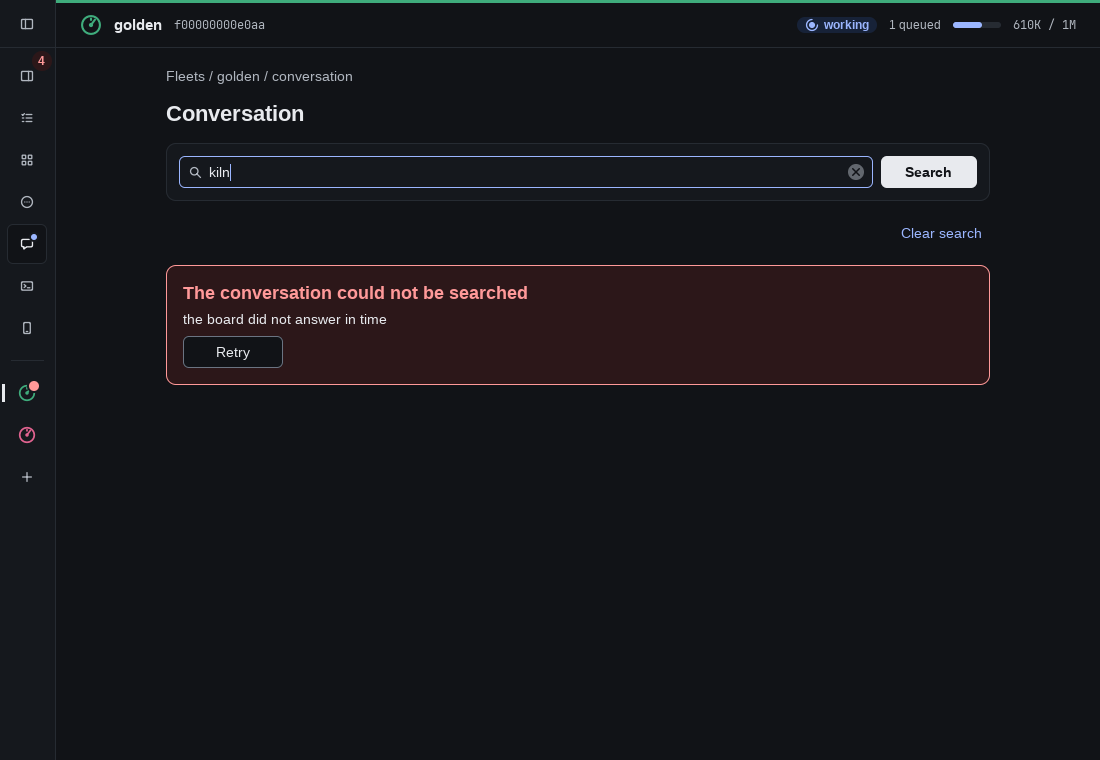 golden f00000000e0aa working 1 queued 610K / 1M
4
Fleets / golden / conversation
Conversation
kiln Search
Clear search
The conversation could not be searched
the board did not answer in time
Retry